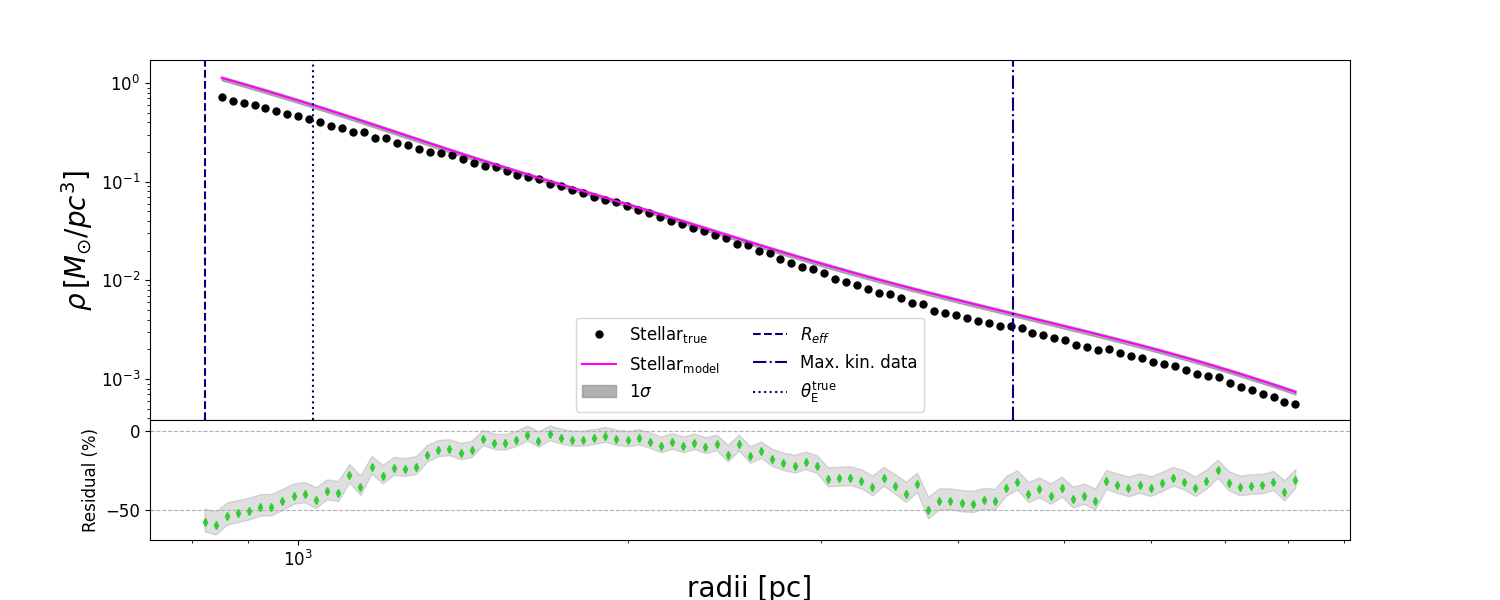 10⁰
10⁻¹
10⁻²
10⁻³
ρ [M⊙/pc³]
Stellar_true
Stellar_model
1σ
R_eff
Max. kin. data
θ_E^true
0
−50
Residual (%)
10³
radii [pc]